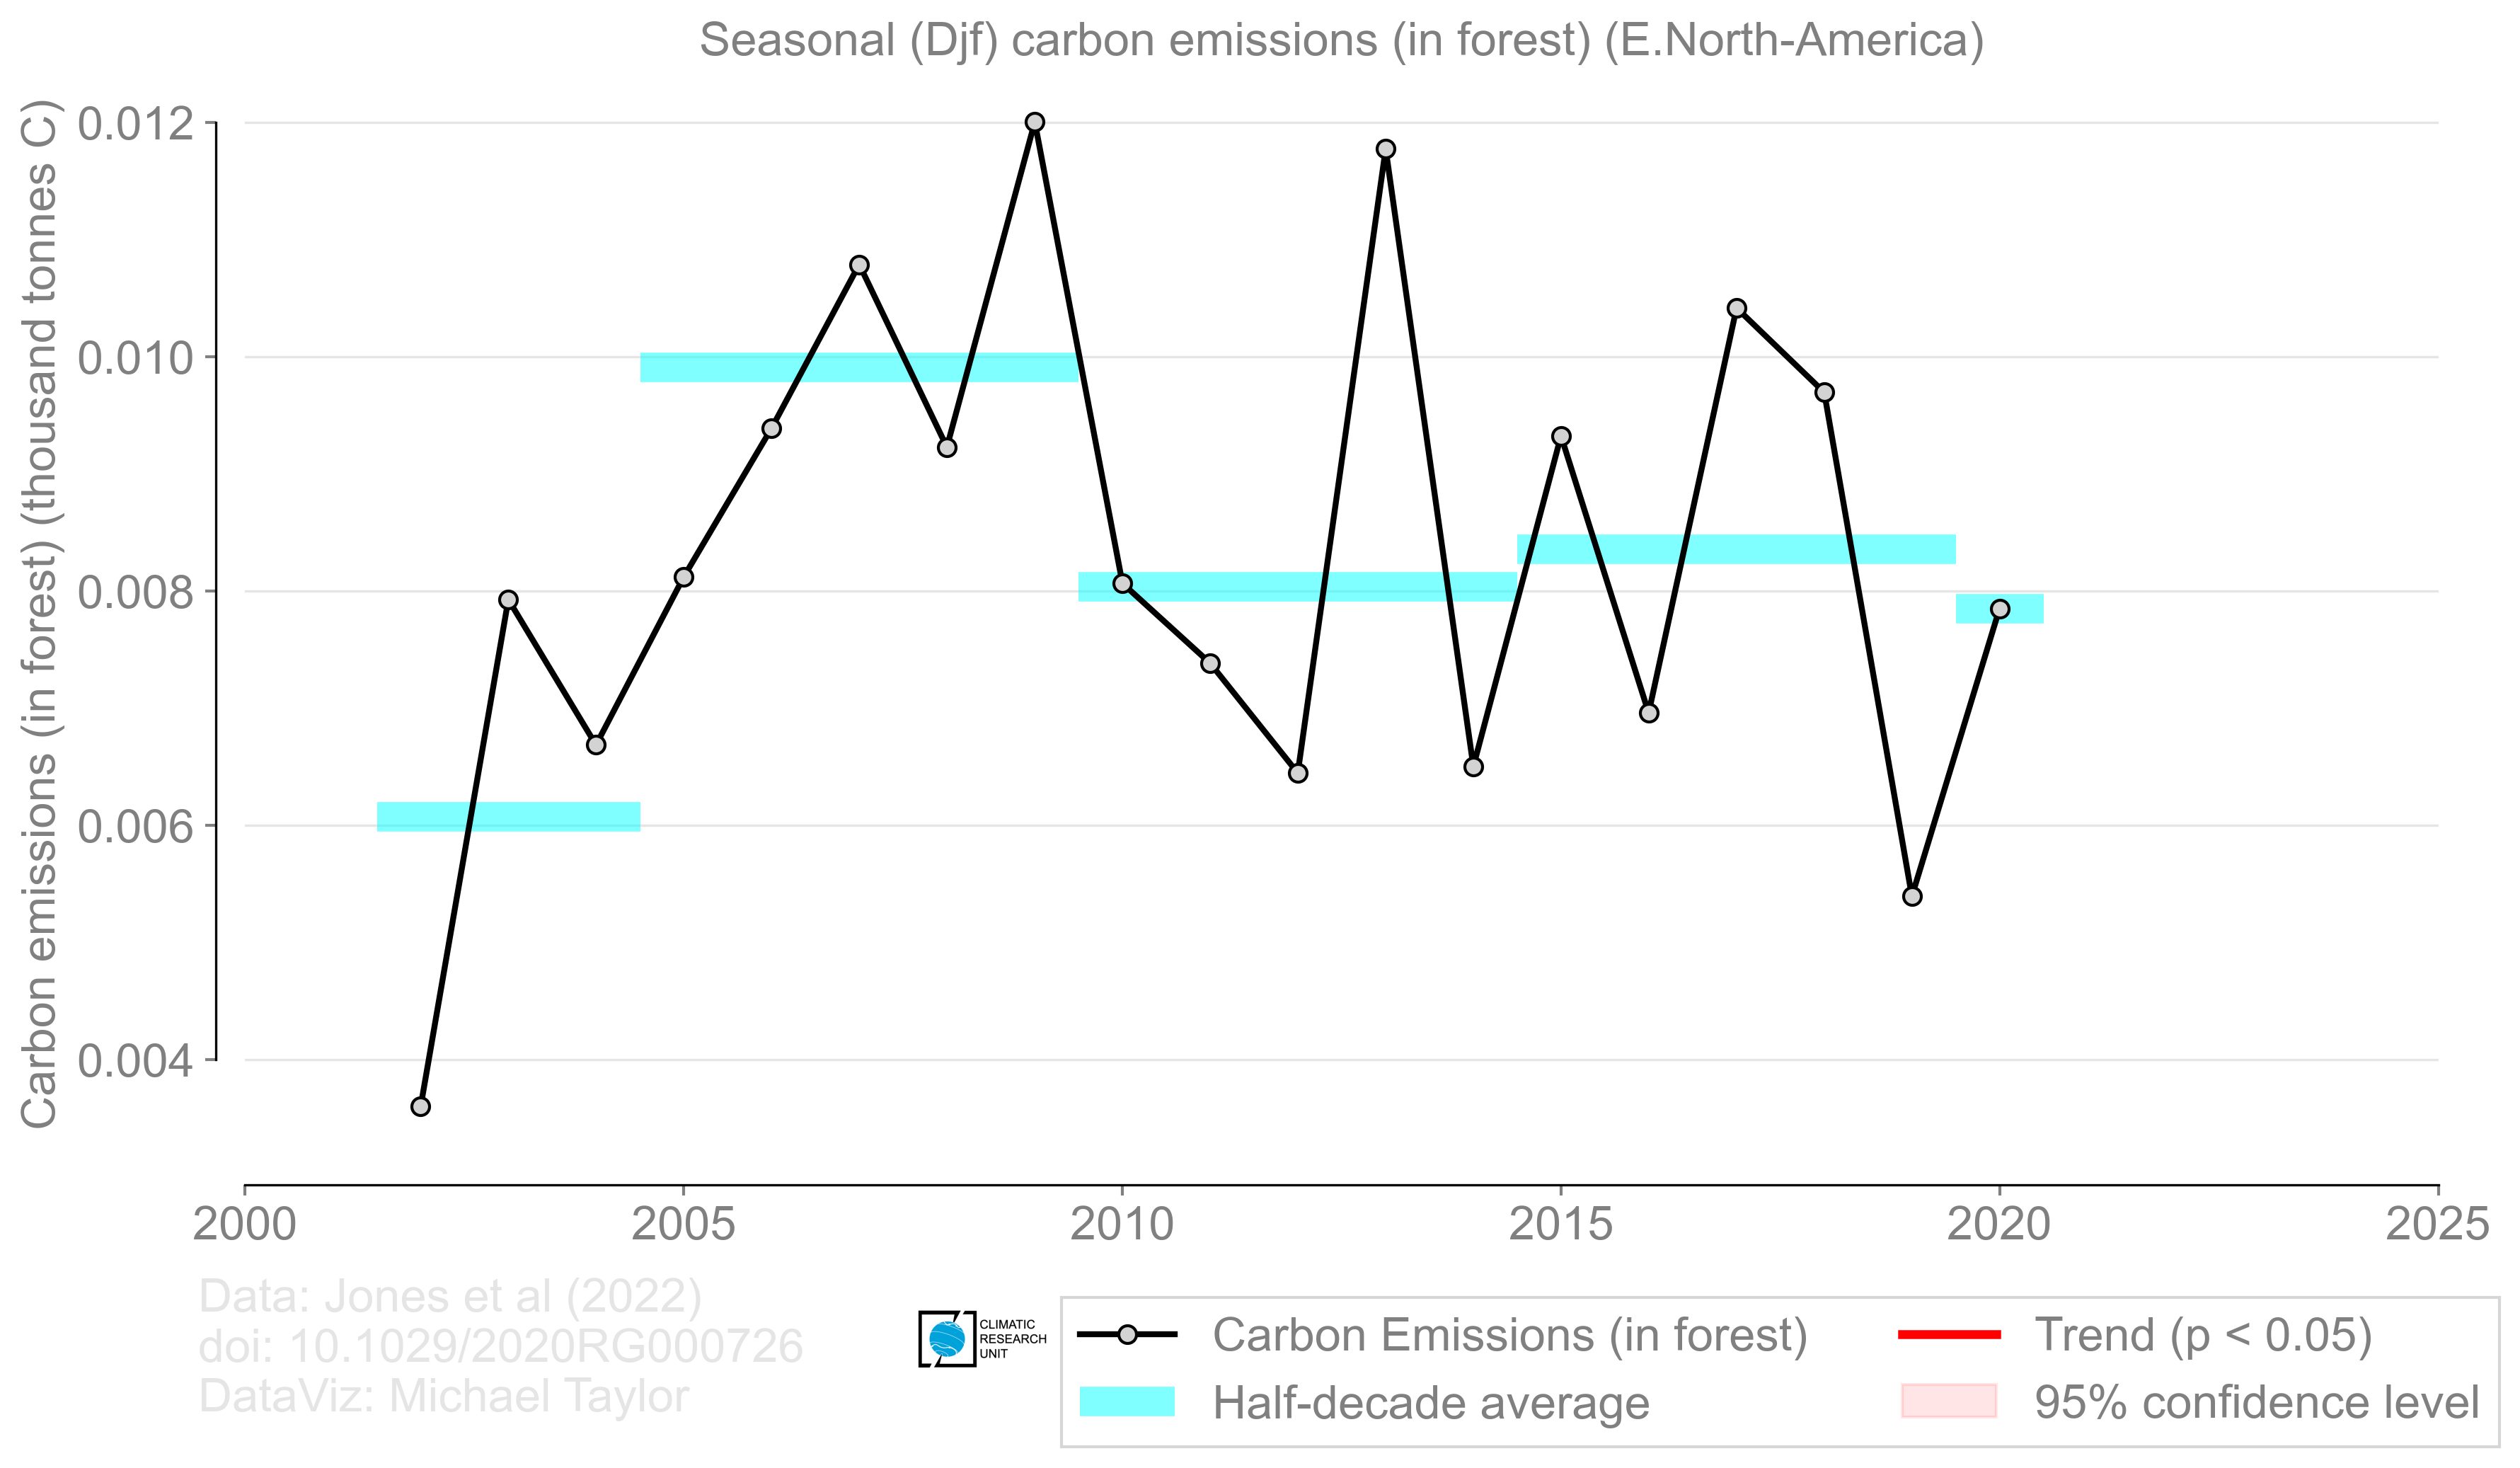 Seasonal (Djf) carbon emissions (in forest) (E.North-America)
Carbon emissions (in forest) (thousand tonnes C)
0.012
0.010
0.008
0.006
0.004
2000
2005
2010
2015
2020
2025
Data: Jones et al (2022)
doi: 10.1029/2020RG000726
DataViz: Michael Taylor
CLIMATIC
RESEARCH
UNIT
Carbon Emissions (in forest)
Half-decade average
Trend (p < 0.05)
95% confidence level